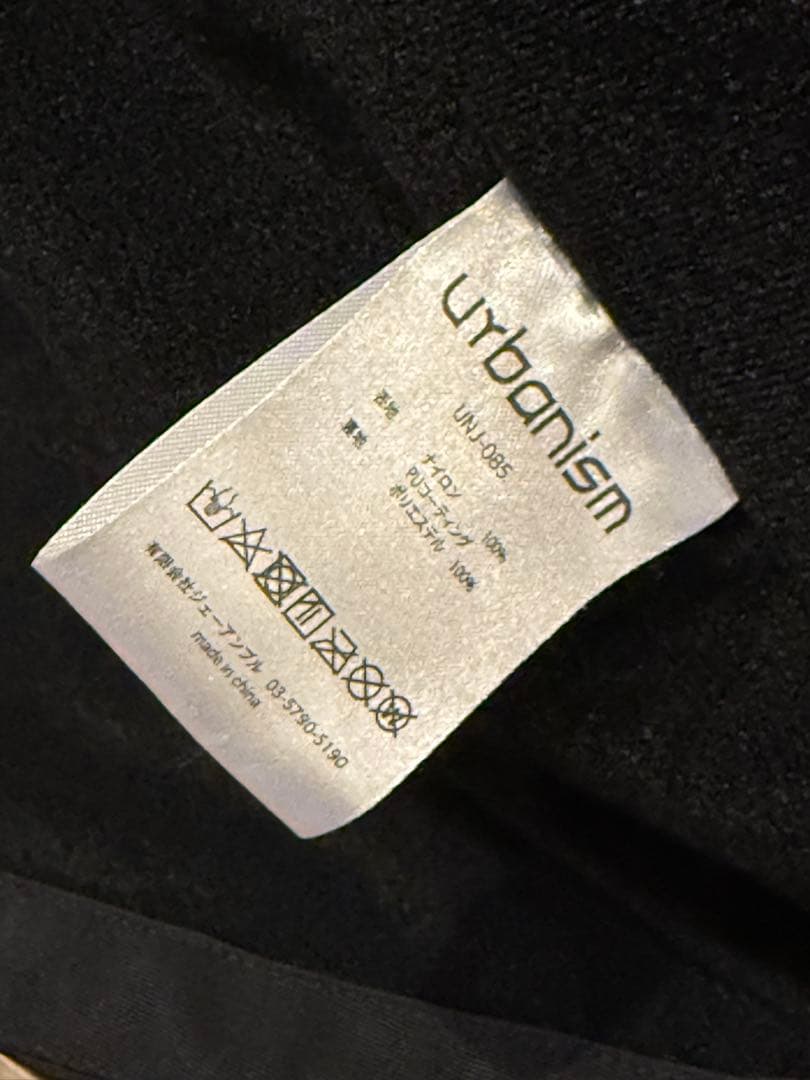 urbanism
UNJ-085
表地 ナイロン 100%
PUコーティング
裏地 ポリエステル 100%
有限会社ジェーアンブル 03-5790-5190
made in china